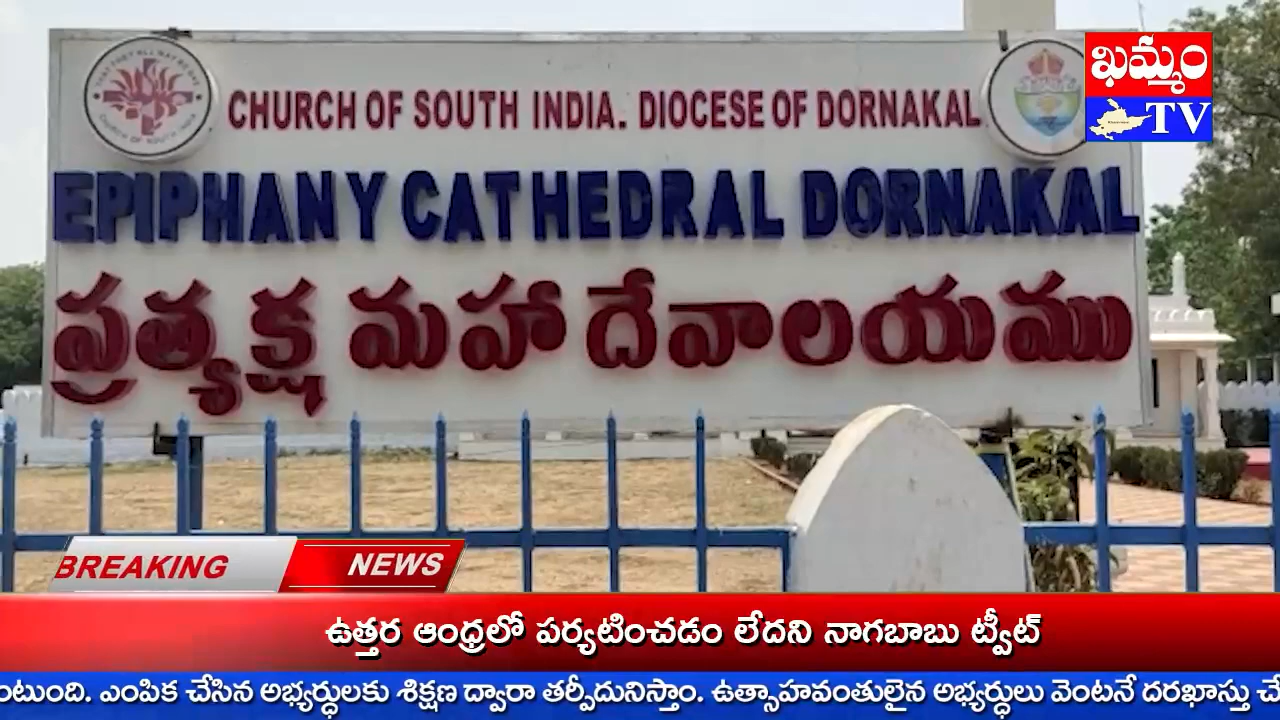 CHURCH OF SOUTH INDIA. DIOCESE OF DORNAKAL
ఖమ్మం
TV
EPIPHANY CATHEDRAL DORNAKAL
ప్రత్యక్ష మహా దేవాలయము
BREAKING NEWS
ఉత్తర ఆంధ్రలో పర్యటించడం లేదని నాగబాబు ట్వీట్
ంటుంది. ఎంపిక చేసిన అభ్యర్థులకు శిక్షణ ద్వారా తర్ఫీదునిస్తాం. ఉత్సాహవంతులైన అభ్యర్థులు వెంటనే దరఖాస్తు చే